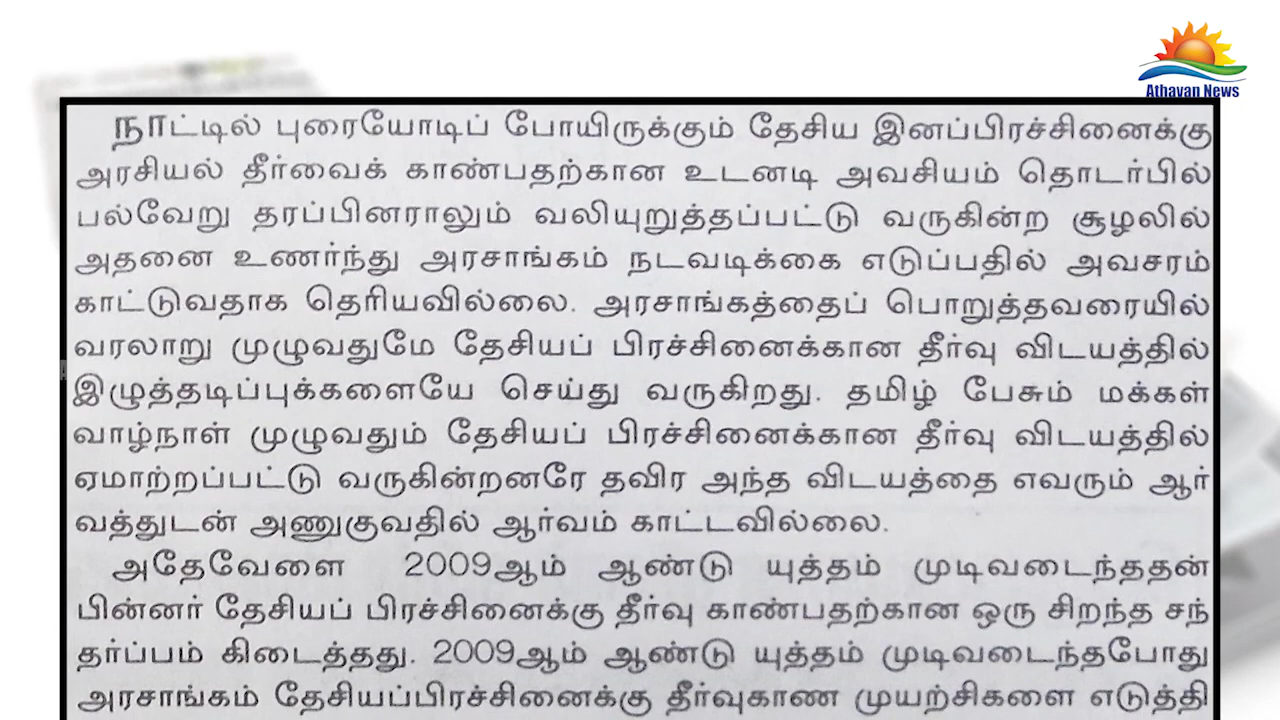 Athavan News
நாட்டில் புரையோடிப் போயிருக்கும் தேசிய இனப்பிரச்சினைக்கு
அரசியல் தீர்வைக் காண்பதற்கான உடனடி அவசியம் தொடர்பில்
பல்வேறு தரப்பினராலும் வலியுறுத்தப்பட்டு வருகின்ற சூழலில்
அதனை உணர்ந்து அரசாங்கம் நடவடிக்கை எடுப்பதில் அவசரம்
காட்டுவதாக தெரியவில்லை. அரசாங்கத்தைப் பொறுத்தவரையில்
வரலாறு முழுவதுமே தேசியப் பிரச்சினைக்கான தீர்வு விடயத்தில்
இழுத்தடிப்புக்களையே செய்து வருகிறது. தமிழ் பேசும் மக்கள்
வாழ்நாள் முழுவதும் தேசியப் பிரச்சினைக்கான தீர்வு விடயத்தில்
ஏமாற்றப்பட்டு வருகின்றனரே தவிர அந்த விடயத்தை எவரும் ஆர்
வத்துடன் அணுகுவதில் ஆர்வம் காட்டவில்லை.
அதேவேளை 2009ஆம் ஆண்டு யுத்தம் முடிவடைந்ததன்
பின்னர் தேசியப் பிரச்சினைக்கு தீர்வு காண்பதற்கான ஒரு சிறந்த சந்
தர்ப்பம் கிடைத்தது. 2009ஆம் ஆண்டு யுத்தம் முடிவடைந்தபோது
அரசாங்கம் தேசியப்பிரச்சினைக்கு தீர்வுகாண முயற்சிகளை எடுத்தி